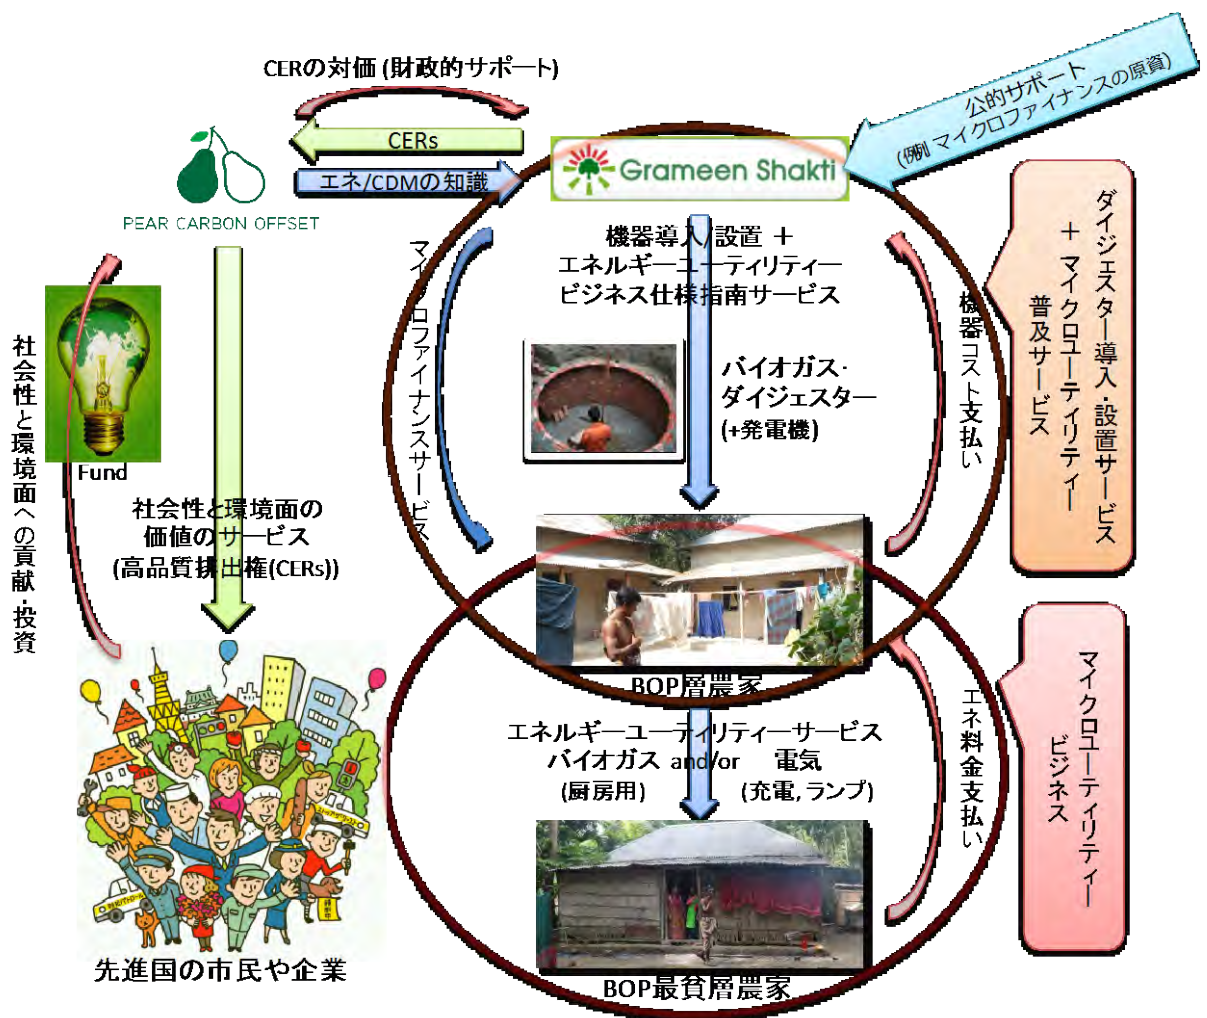 CERの対価 (財政的サポート)
CERs
エネ/CDMの知識
PEAR CARBON OFFSET
Grameen Shakti
公的サポート
(例) マイクロファイナンスの原資)
機器導入/設置 +
エネルギーユーティリティー
ビジネス仕様指南サービス
マイクロファイナンスサービス
バイオガス・
ダイジェスター
(+発電機)
機器コスト支払い
ダイジェスター導入・設置サービス
+ マイクロユーティリティー
普及サービス
社会性と環境面への貢献・投資
Fund
社会性と環境面の
価値のサービス
(高品質排出権(CERs))
BOP層農家
エネルギーユーティリティーサービス
バイオガス and/or 電気
(厨房用) (充電, ランプ)
エネ料金支払い
マイクロユーティリティー
ビジネス
先進国の市民や企業
BOP最貧層農家